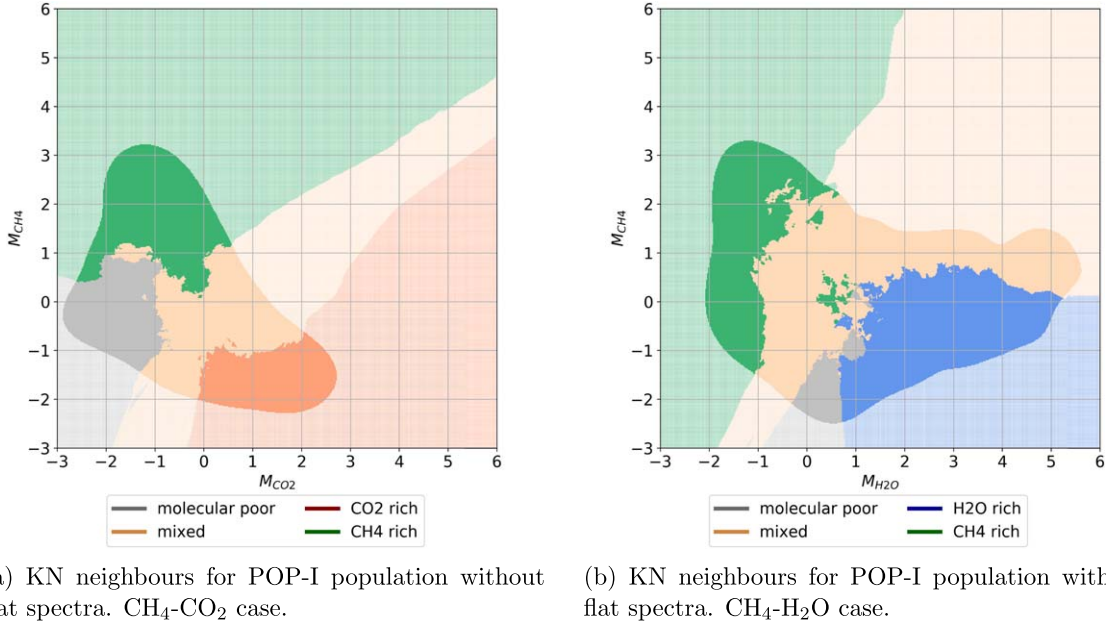 6
5
4
3
2
1
0
−1
−2
−3
M_CH4
−3 −2 −1 0 1 2 3 4 5 6
M_CO2
molecular poor
mixed
CO2 rich
CH4 rich
) KN neighbours for POP-I population without
at spectra. CH₄-CO₂ case.
6
5
4
3
2
1
0
−1
−2
−3
M_CH4
−3 −2 −1 0 1 2 3 4 5 6
M_H2O
molecular poor
mixed
H2O rich
CH4 rich
(b) KN neighbours for POP-I population with
flat spectra. CH₄-H₂O case.